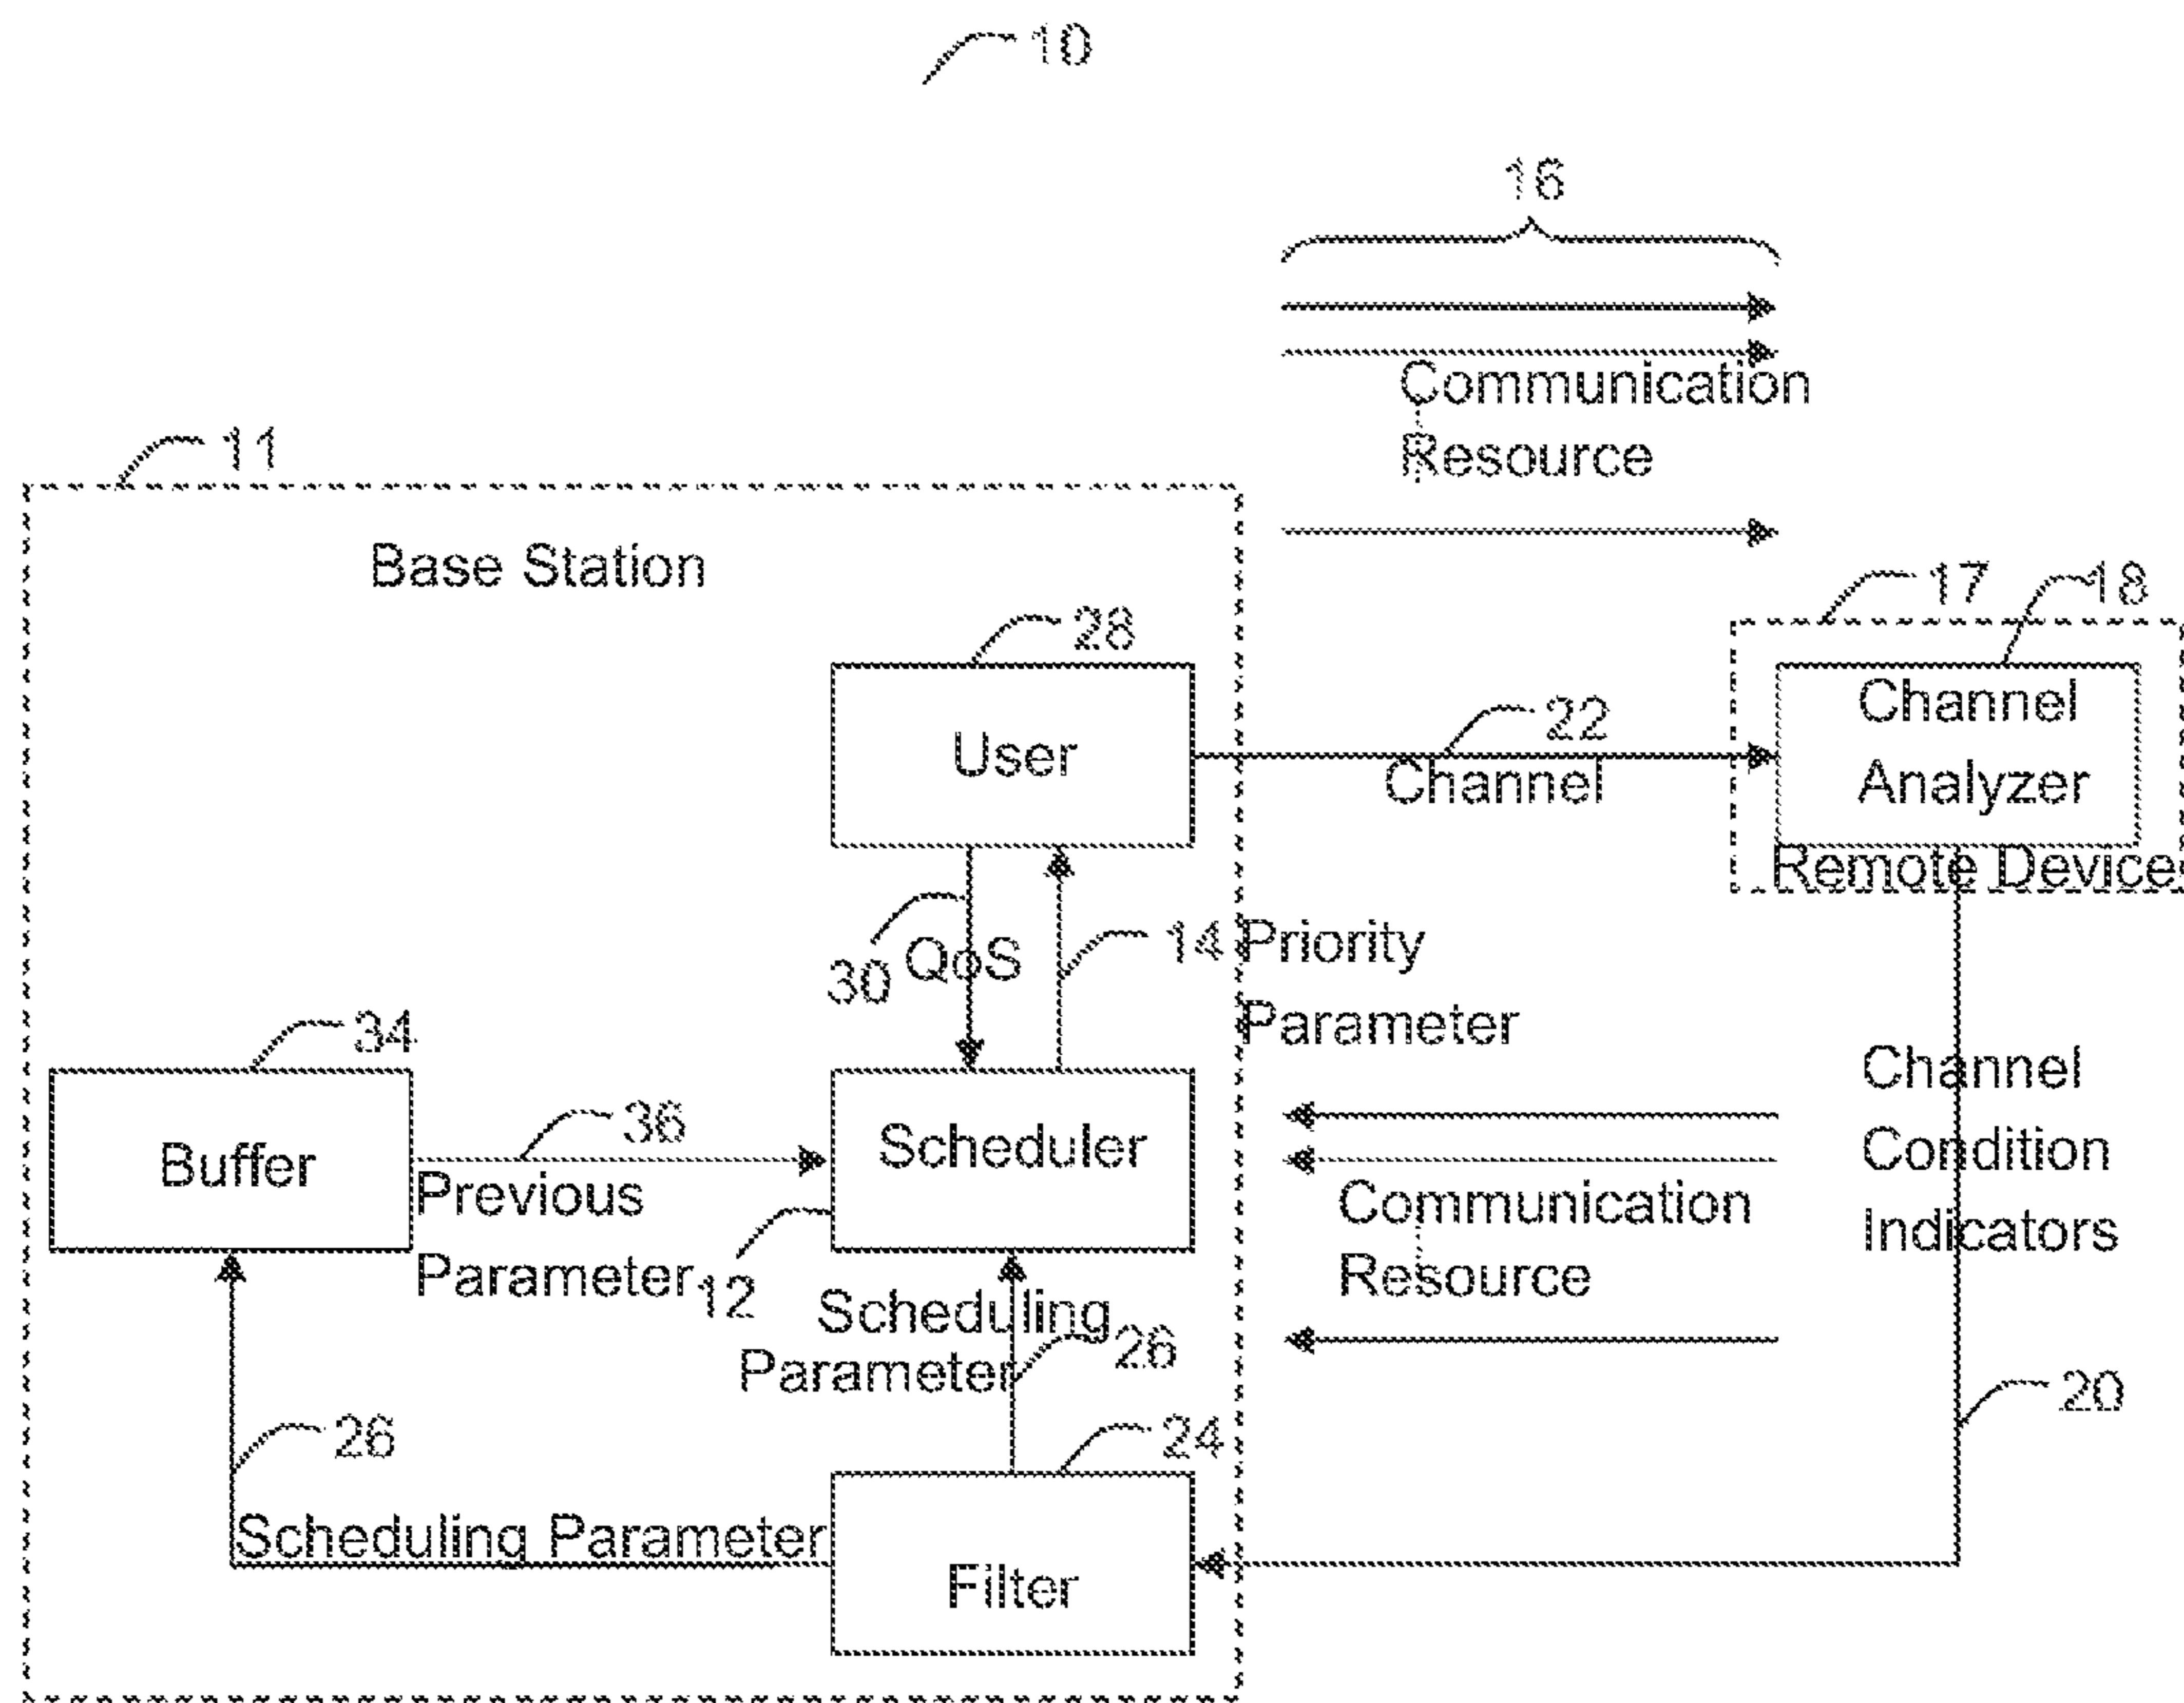 10
16
Communication
Resource
11
Base Station
17
18
28
User
22
Channel
Channel
Analyzer
Remote Device
30
QoS
14
Priority
Parameter
34
Buffer
36
Previous
Parameter
Scheduler
12
Communication
Resource
Channel
Condition
Indicators
Scheduling
Parameter
26
20
26
Scheduling Parameter
24
Filter